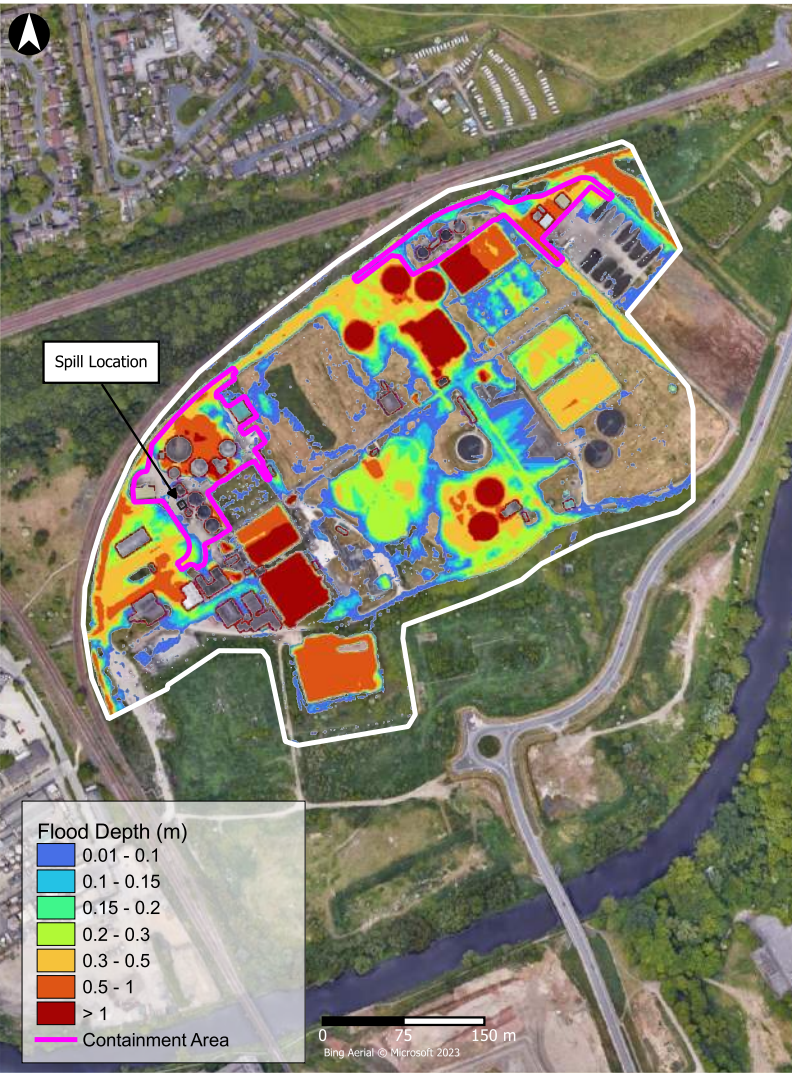 Spill Location
Flood Depth (m)
0.01 - 0.1
0.1 - 0.15
0.15 - 0.2
0.2 - 0.3
0.3 - 0.5
0.5 - 1
> 1
Containment Area
0 75 150 m
Bing Aerial © Microsoft 2023